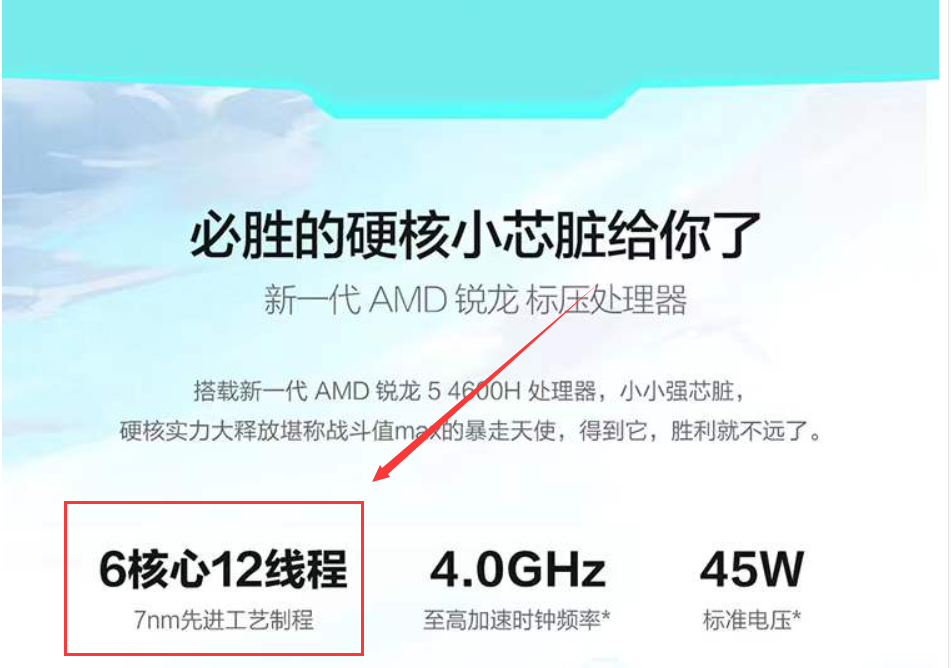 必胜的硬核小芯脏给你了
新一代 AMD 锐龙 标压处理器
搭载新一代 AMD 锐龙 5 4600H 处理器，小小强芯脏，
硬核实力大释放堪称战斗值max的暴走天使，得到它，胜利就不远了。
6核心12线程 4.0GHz 45W
7nm先进工艺制程 至高加速时钟频率* 标准电压*